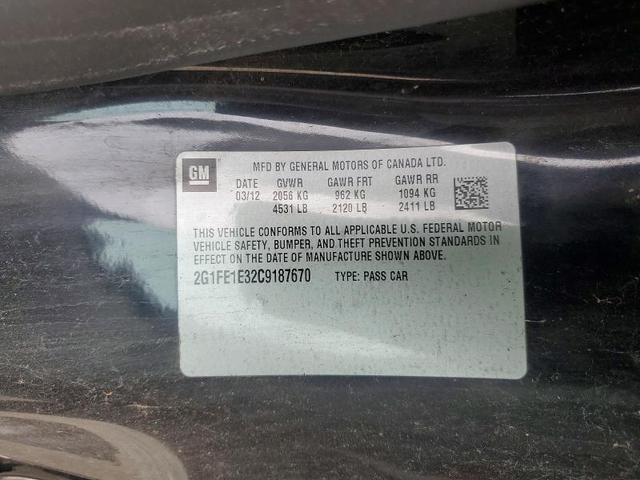 GM
MFD BY GENERAL MOTORS OF CANADA LTD.
DATE GVWR GAWR FRT GAWR RR
03/12 2056 KG 962 KG 1094 KG
4531 LB 2120 LB 2411 LB
THIS VEHICLE CONFORMS TO ALL APPLICABLE U.S. FEDERAL MOTOR
VEHICLE SAFETY, BUMPER, AND THEFT PREVENTION STANDARDS IN
EFFECT ON THE DATE OF MANUFACTURE SHOWN ABOVE.
2G1FE1E32C9187670 TYPE: PASS CAR